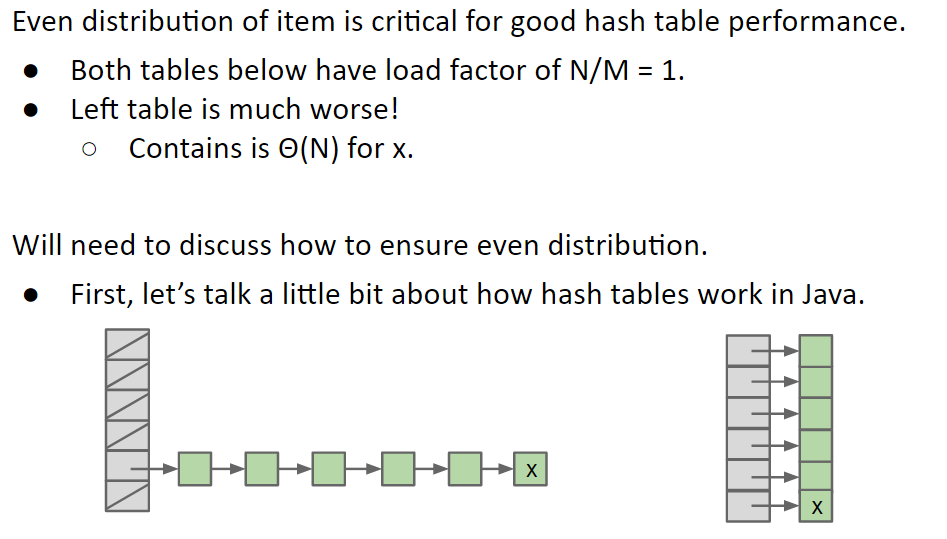 Even distribution of item is critical for good hash table performance.
● Both tables below have load factor of N/M = 1.
● Left table is much worse!
○ Contains is Θ(N) for x.
Will need to discuss how to ensure even distribution.
● First, let’s talk a little bit about how hash tables work in Java.
X
X